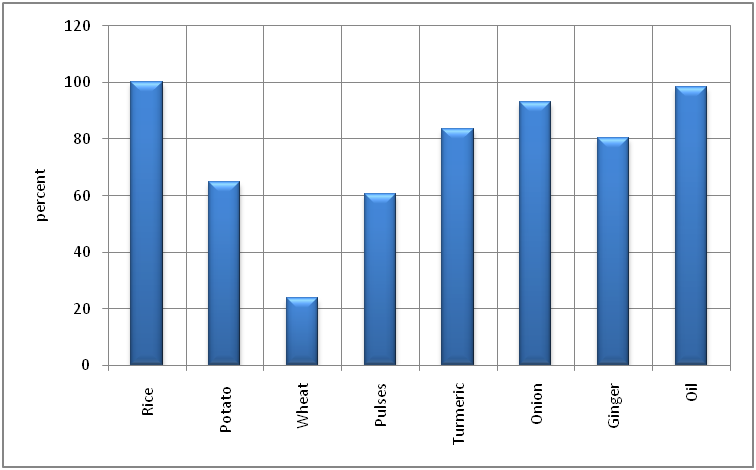 120
100
80
60
40
20
0
percent
Rice
Potato
Wheat
Pulses
Turmeric
Onion
Ginger
Oil